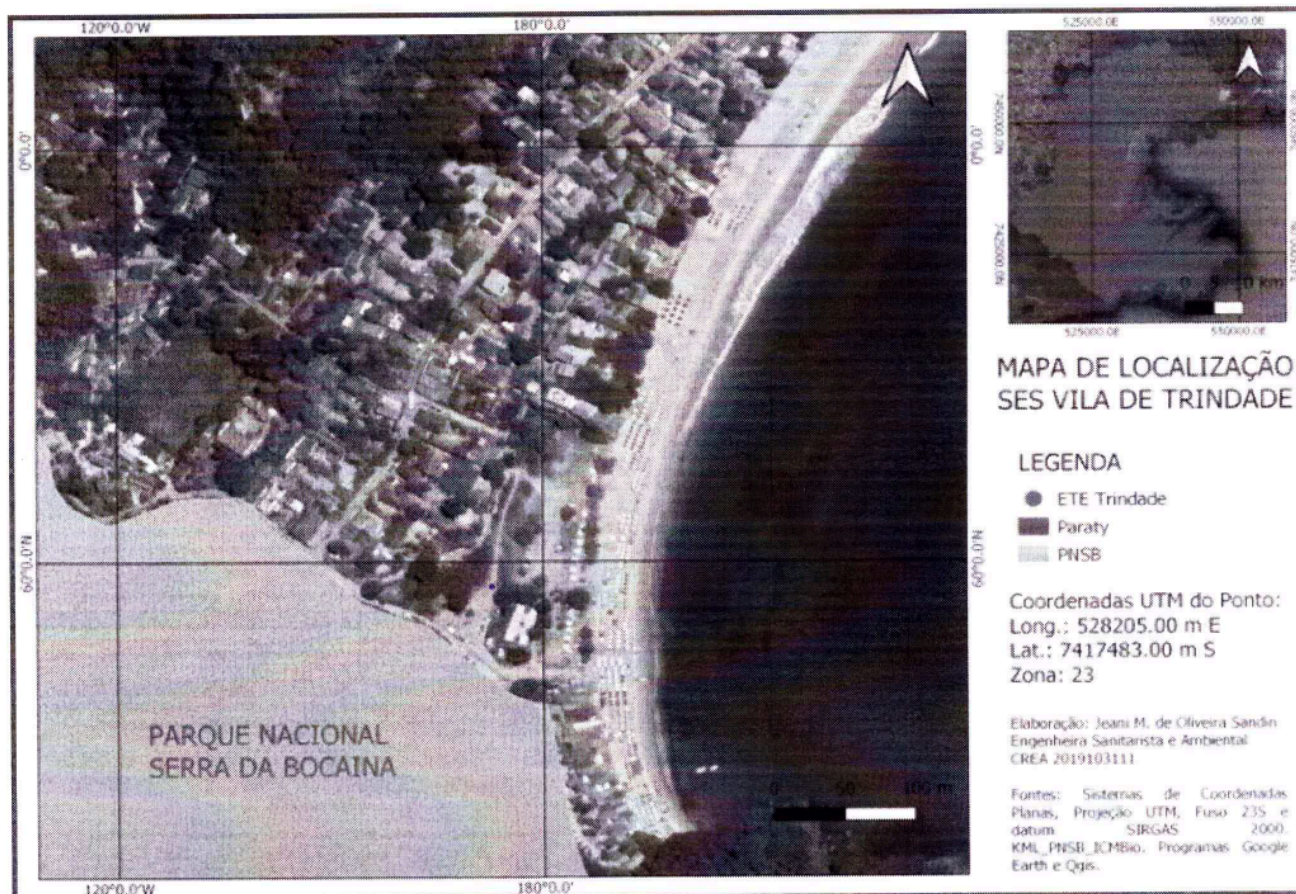 120°0.0'W
180°0.0'
0°0.0'
0°0.0'
60°0.0'N
60°0.0'N
PARQUE NACIONAL
SERRA DA BOCAINA
0 50 100 m
120°0.0'W
180°0.0'
525000.0E
550000.0E
7450000.0N
7425000.0N
525000.0E
550000.0E
MAPA DE LOCALIZAÇÃO
SES VILA DE TRINDADE
LEGENDA
ETE Trindade
Paraty
PNSB
Coordenadas UTM do Ponto:
Long.: 528205.00 m E
Lat.: 7417483.00 m S
Zona: 23
Elaboração: Jeani M. de Oliveira Sandin
Engenheira Sanitarista e Ambiental
CREA 2019103111
Fontes: Sistemas de Coordenadas
Planas, Projeção UTM, Fuso 23S e
datum SIRGAS 2000.
KML_PNSB_ICMBio. Programas Google
Earth e Qgis.